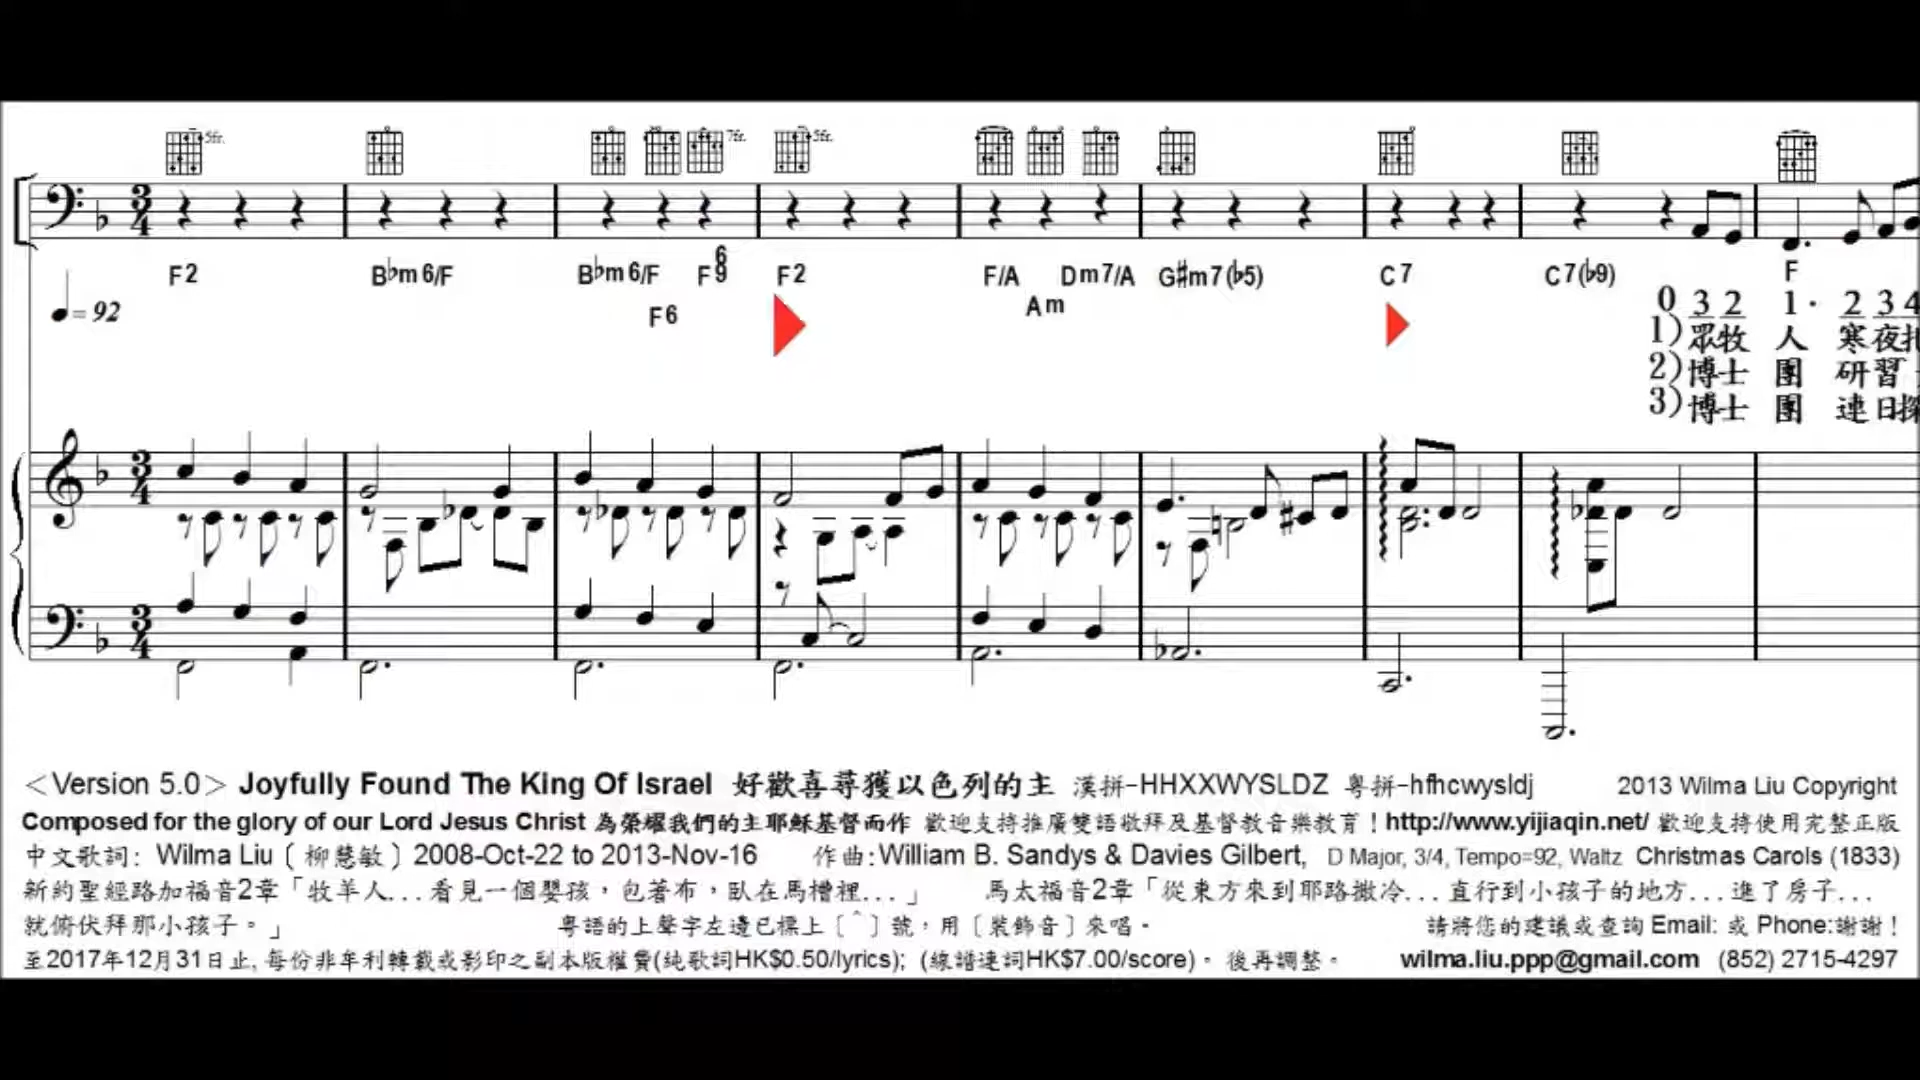 5fr. 7fr. 5fr.
F2 B♭m6/F B♭m6/F F6/9 F2 F/A Dm7/A G#m7(♭5) C7 C7(♭9) F
♩=92 F6 Am 0 3 2 1· 2 3 4
1)眾牧 人 寒夜
2)博士 團 研習
3)博士 團 連日探
<Version 5.0> Joyfully Found The King Of Israel 好歡喜尋獲以色列的主 漢拼-HHXXWYSLDZ 粵拼-hfhcwysldj 2013 Wilma Liu Copyright
Composed for the glory of our Lord Jesus Christ 為榮耀我們的主耶穌基督而作 歡迎支持推廣雙語敬拜及基督教音樂教育！http://www.yijiaqin.net/ 歡迎支持使用完整正版
中文歌詞: Wilma Liu〔柳慧敏〕2008-Oct-22 to 2013-Nov-16 作曲:William B. Sandys & Davies Gilbert, D Major, 3/4, Tempo=92, Waltz Christmas Carols (1833)
新約聖經路加福音2章「牧羊人...看見一個嬰孩，包著布，臥在馬槽裡...」 馬太福音2章「從東方來到耶路撒冷...直行到小孩子的地方...進了房子...
就俯伏拜那小孩子。」 粵語的上聲字左邊已標上〔^〕號，用〔裝飾音〕來唱。 請將您的建議或查詢 Email: 或 Phone:謝謝！
至2017年12月31日止, 每份非牟利轉載或影印之副本版權費(純歌詞HK$0.50/lyrics); (線譜連詞HK$7.00/score)。 後再調整。 wilma.liu.ppp@gmail.com (852) 2715-4297